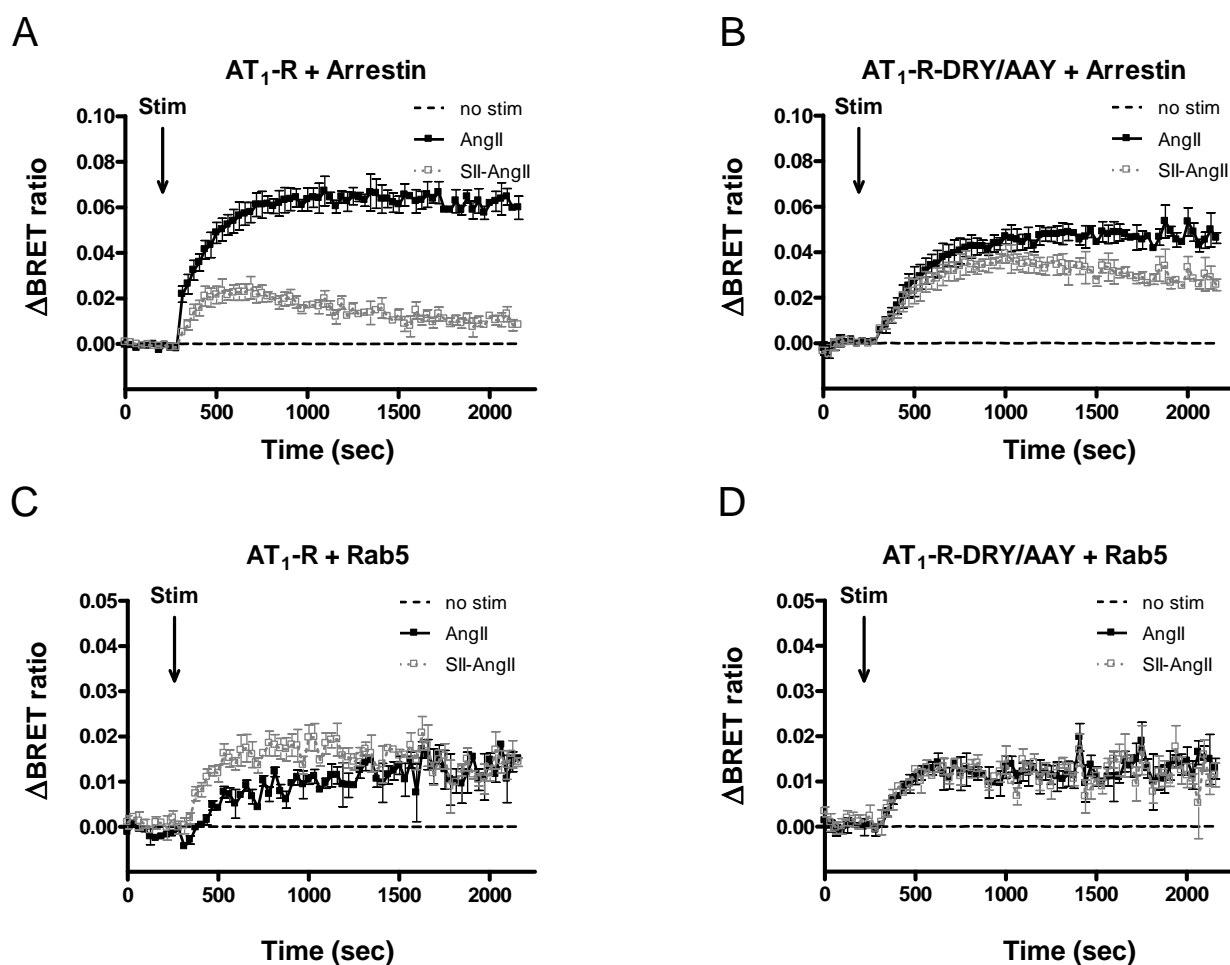 A
AT1-R + Arrestin
Stim
no stim
AngII
SII-AngII
0.10
0.08
0.06
0.04
0.02
0.00
ΔBRET ratio
0 500 1000 1500 2000
Time (sec)
B
AT1-R-DRY/AAY + Arrestin
Stim
no stim
AngII
SII-AngII
0.10
0.08
0.06
0.04
0.02
0.00
ΔBRET ratio
0 500 1000 1500 2000
Time (sec)
C
AT1-R + Rab5
Stim
no stim
AngII
SII-AngII
0.05
0.04
0.03
0.02
0.01
0.00
ΔBRET ratio
0 500 1000 1500 2000
Time (sec)
D
AT1-R-DRY/AAY + Rab5
Stim
no stim
AngII
SII-AngII
0.05
0.04
0.03
0.02
0.01
0.00
ΔBRET ratio
0 500 1000 1500 2000
Time (sec)